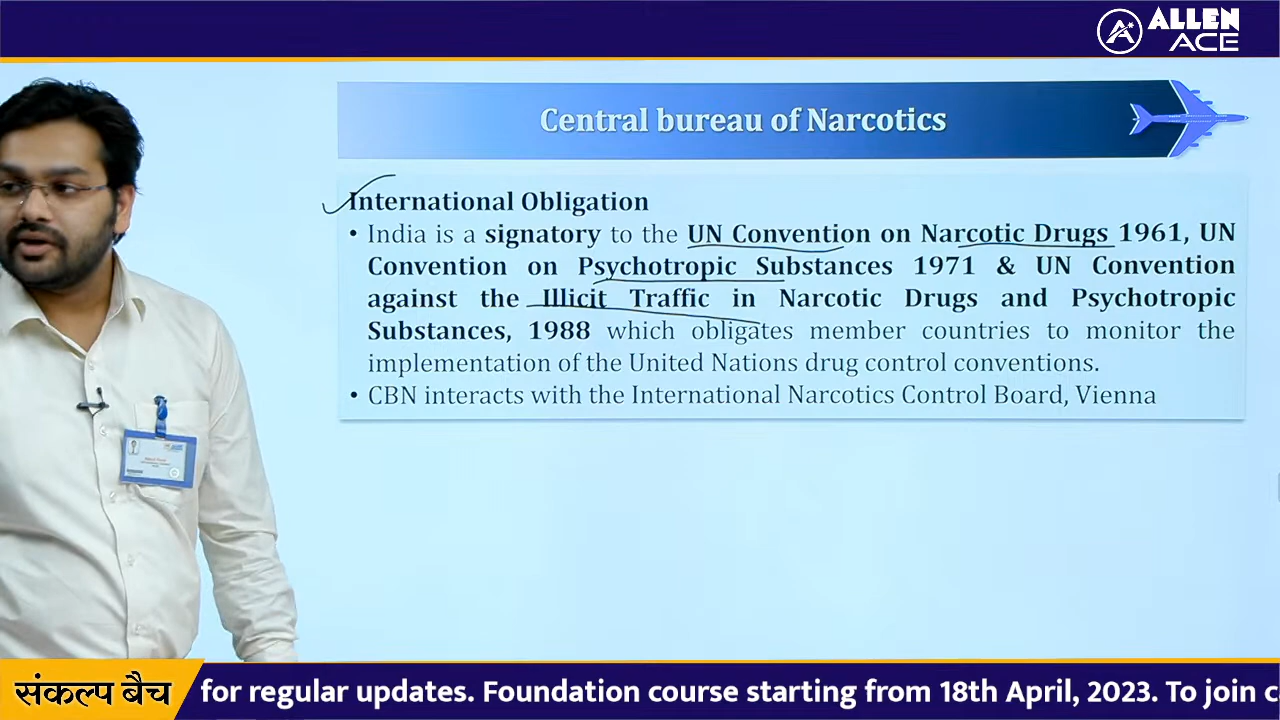 ALLEN
ACE
Central bureau of Narcotics
International Obligation
• India is a signatory to the UN Convention on Narcotic Drugs 1961, UN
Convention on Psychotropic Substances 1971 & UN Convention
against the Illicit Traffic in Narcotic Drugs and Psychotropic
Substances, 1988 which obligates member countries to monitor the
implementation of the United Nations drug control conventions.
• CBN interacts with the International Narcotics Control Board, Vienna
संकल्प बैच
for regular updates. Foundation course starting from 18th April, 2023. To join